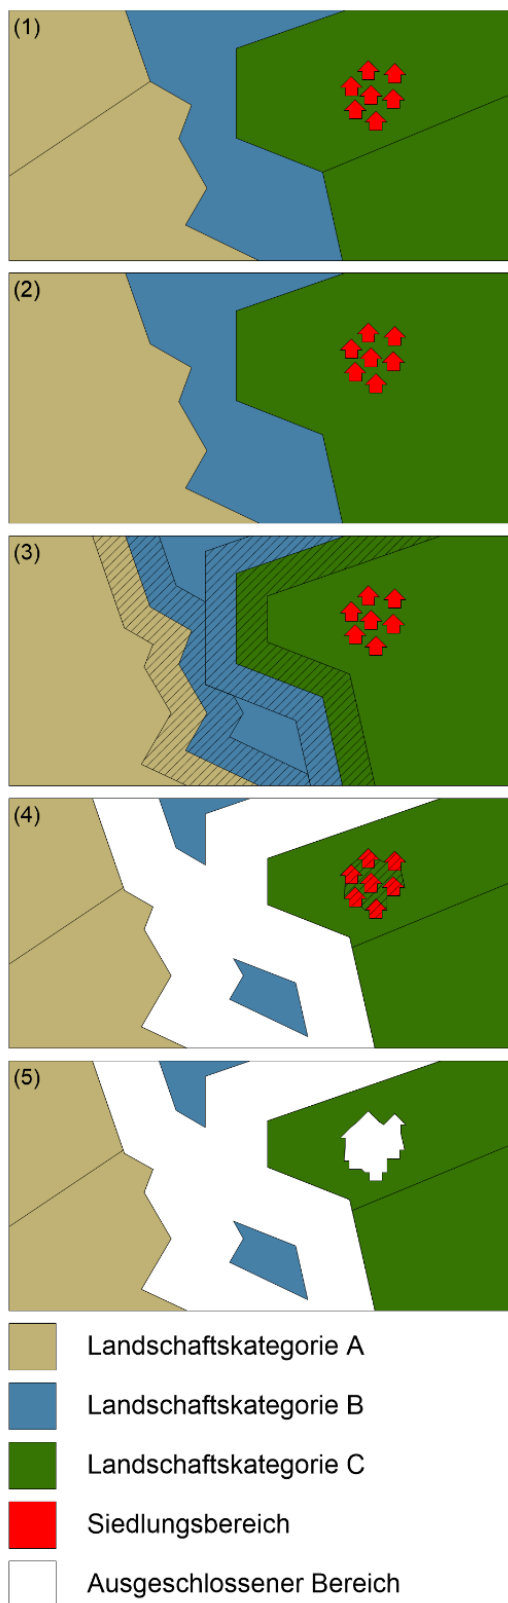 (1)
(2)
(3)
(4)
(5)
Landschaftskategorie A
Landschaftskategorie B
Landschaftskategorie C
Siedlungsbereich
Ausgeschlossener Bereich